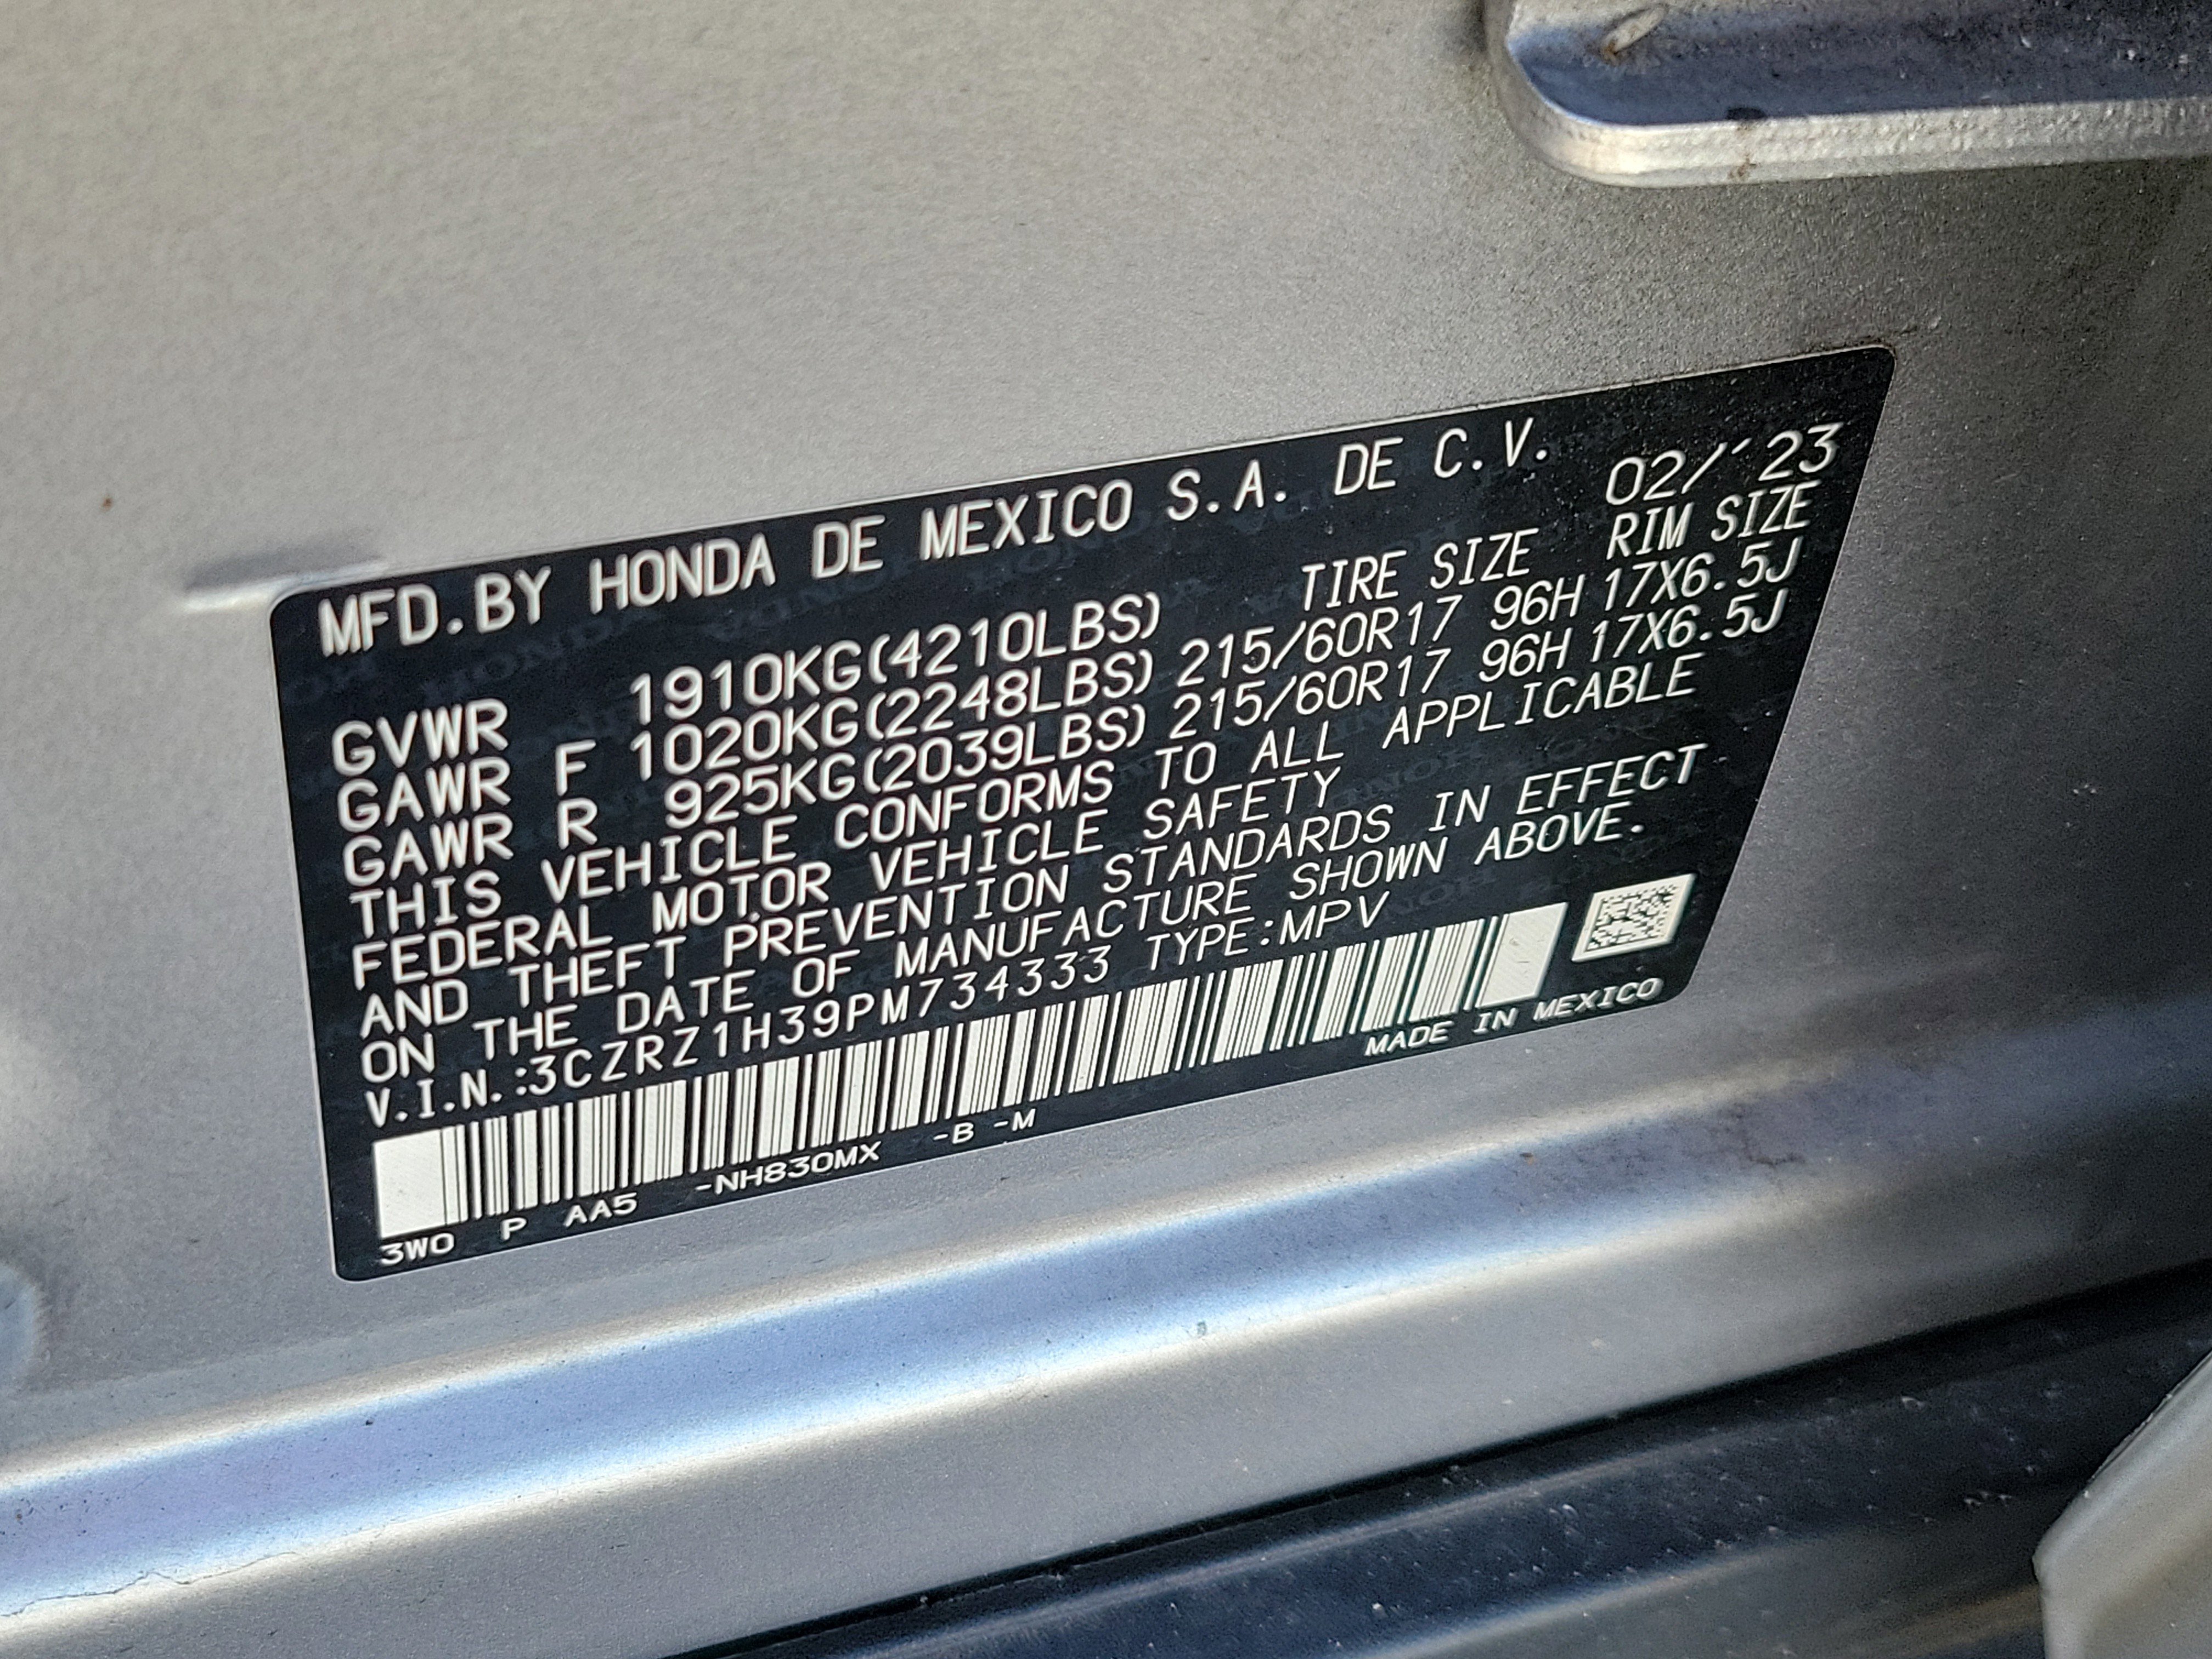 MFD.BY HONDA DE MEXICO S.A. DE C.V.
02/'23
TIRE SIZE RIM SIZE
GVWR 1910KG(4210LBS)
GAWR F 1020KG(2248LBS) 215/60R17 96H 17X6.5J
GAWR R 925KG(2039LBS) 215/60R17 96H 17X6.5J
THIS VEHICLE CONFORMS TO ALL APPLICABLE
FEDERAL MOTOR VEHICLE SAFETY
AND THEFT PREVENTION STANDARDS IN EFFECT
ON THE DATE OF MANUFACTURE SHOWN ABOVE.
V.I.N.:3CZRZ1H39PM734333 TYPE:MPV
MADE IN MEXICO
3W0 P AA5 -NH830MX -B -M